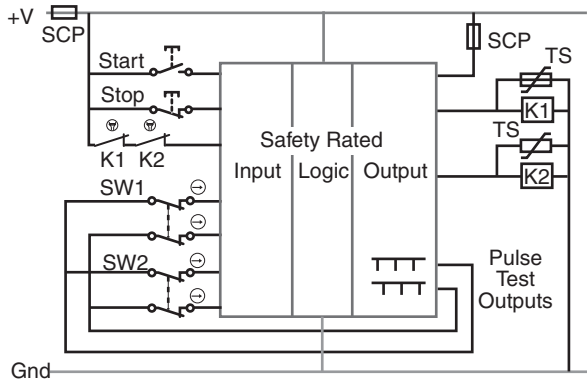 +V
SCP
SCP
Start
TS
Stop
K1
K1 K2
Safety Rated
TS
Input Logic Output
K2
SW1
SW2
Pulse
Test
Outputs
Gnd